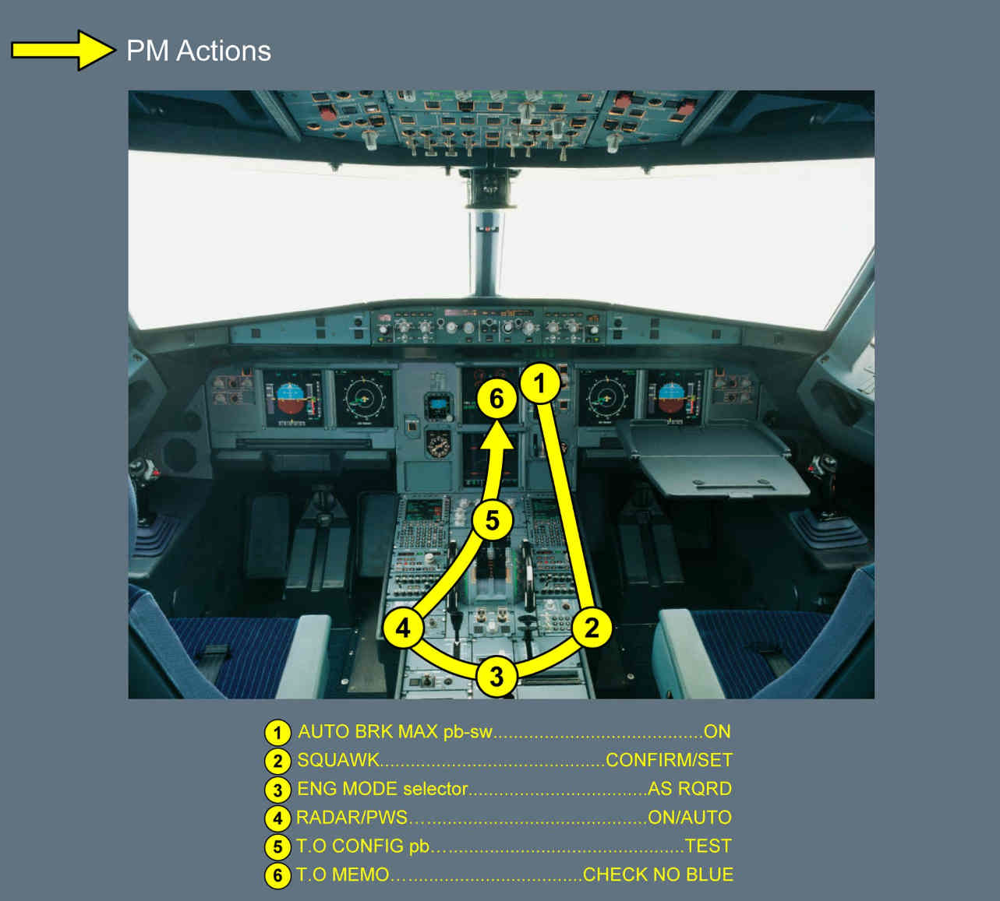 PM Actions
6
1
5
4
2
3
1 AUTO BRK MAX pb-sw.........................................ON
2 SQUAWK............................................CONFIRM/SET
3 ENG MODE selector...................................AS RQRD
4 RADAR/PWS…...........................................ON/AUTO
5 T.O CONFIG pb…..............................................TEST
6 T.O MEMO…..................................CHECK NO BLUE